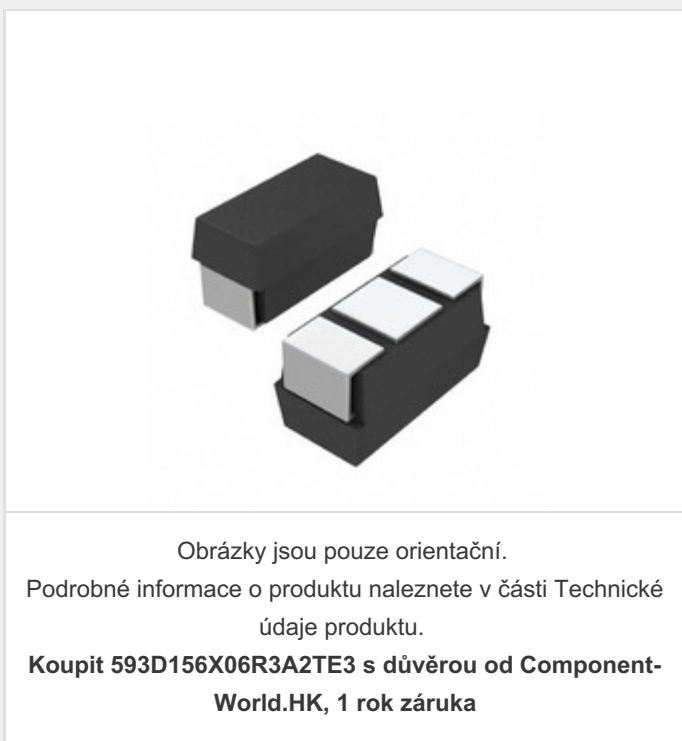 Obrázky jsou pouze orientační.
Podrobné informace o produktu naleznete v části Technické
údaje produktu.
Koupit 593D156X06R3A2TE3 s důvěrou od Component-
World.HK, 1 rok záruka